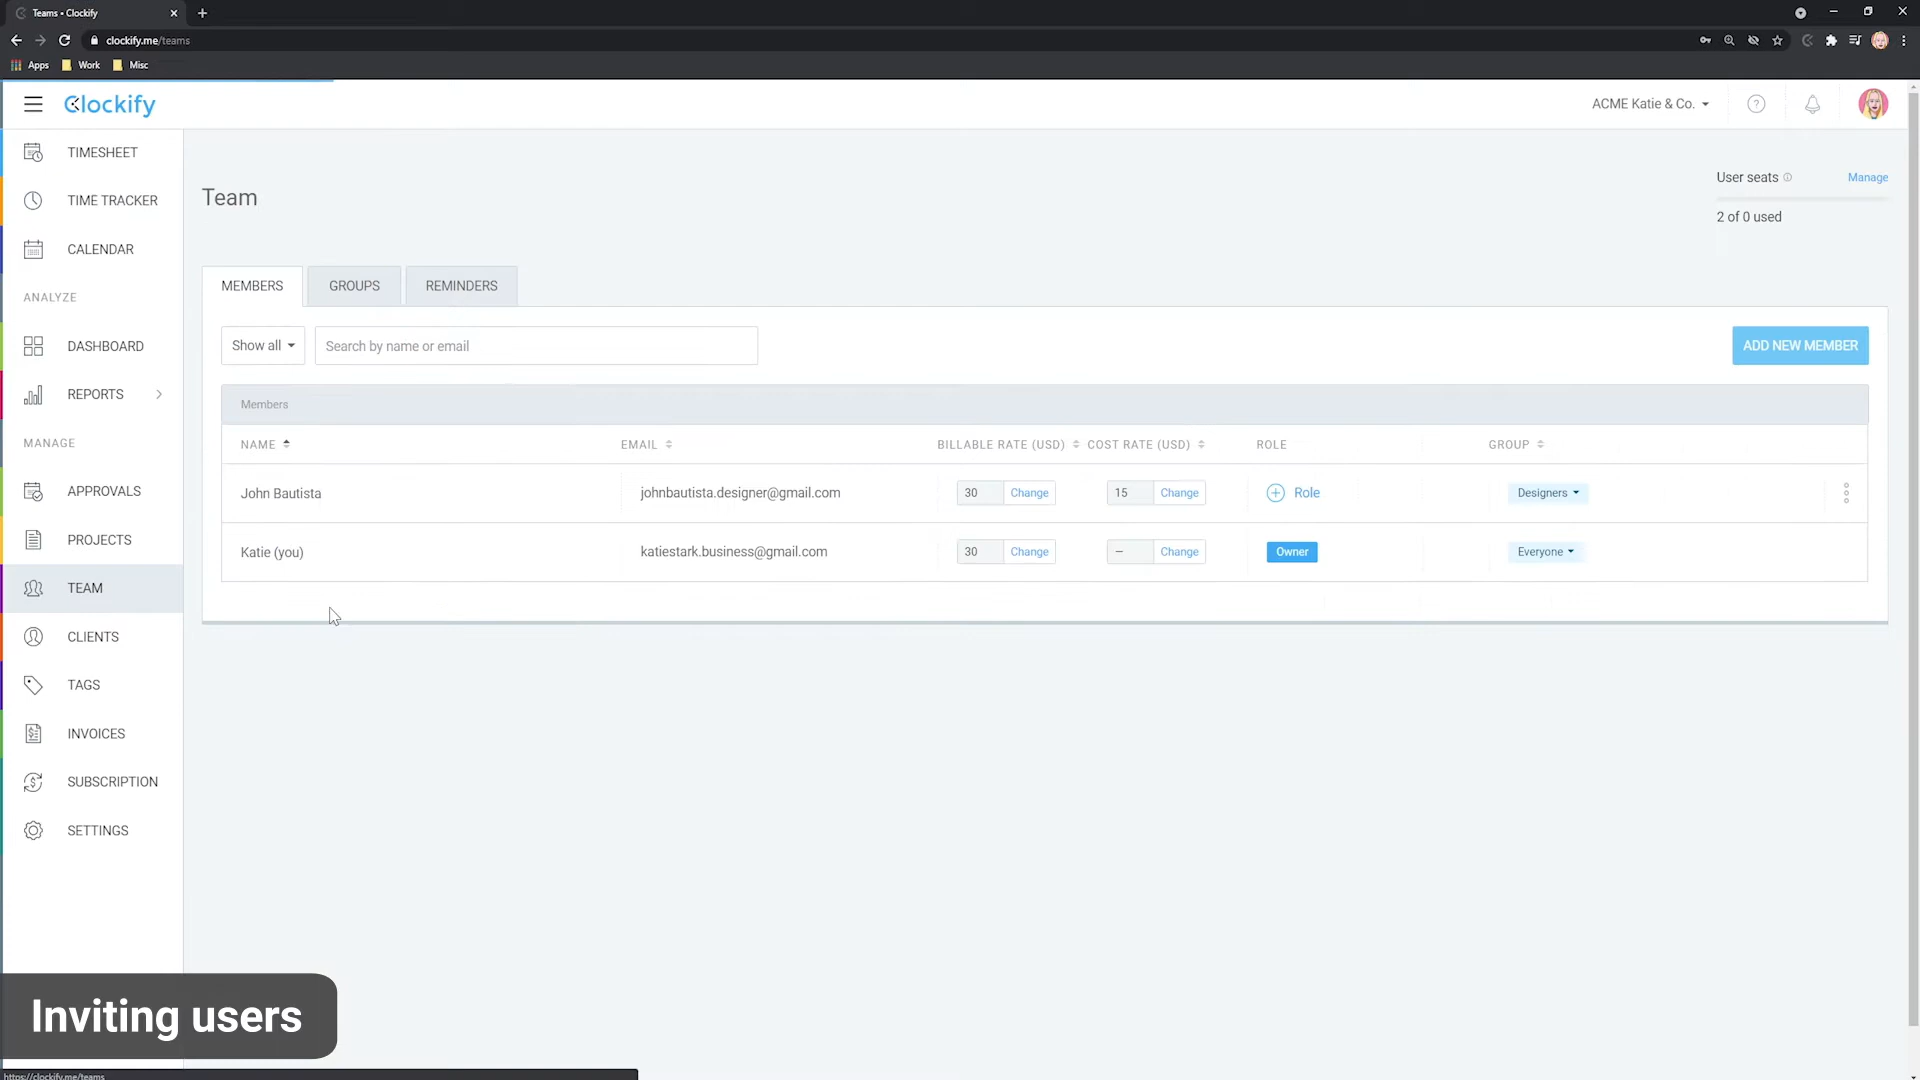 Teams - Clockify
clockify.me/teams
Apps Work Misc
Clockify
ACME Katie & Co.
TIMESHEET
TIME TRACKER
CALENDAR
ANALYZE
DASHBOARD
REPORTS
MANAGE
APPROVALS
PROJECTS
TEAM
CLIENTS
TAGS
INVOICES
SUBSCRIPTION
SETTINGS
Team
User seats Manage
2 of 0 used
MEMBERS GROUPS REMINDERS
Show all Search by name or email ADD NEW MEMBER
Members
NAME EMAIL BILLABLE RATE (USD) COST RATE (USD) ROLE GROUP
John Bautista johnbautista.designer@gmail.com 30 Change 15 Change Role Designers
Katie (you) katiestark.business@gmail.com 30 Change – Change Owner Everyone
Inviting users
https://clockify.me/teams